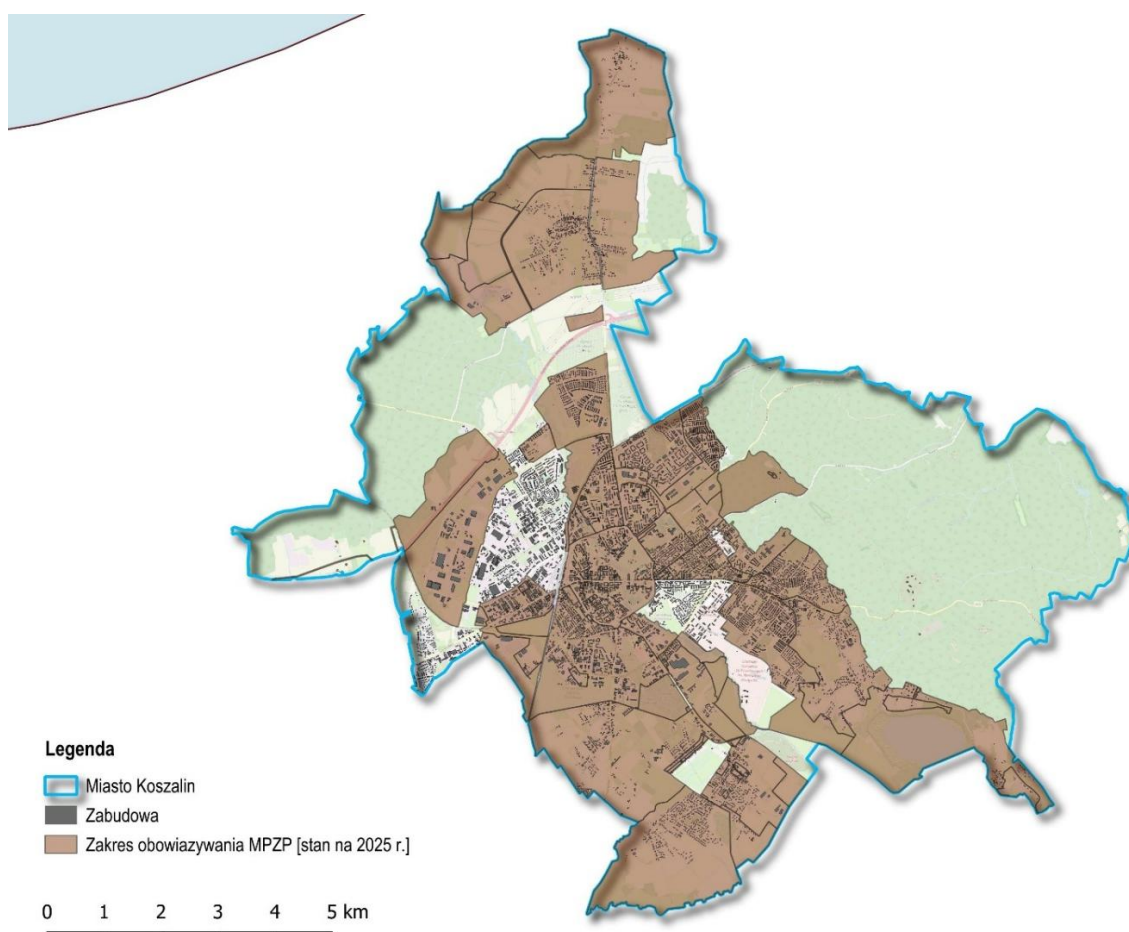 Legenda
Miasto Koszalin
Zabudowa
Zakres obowiazywania MPZP [stan na 2025 r.]
0 1 2 3 4 5 km